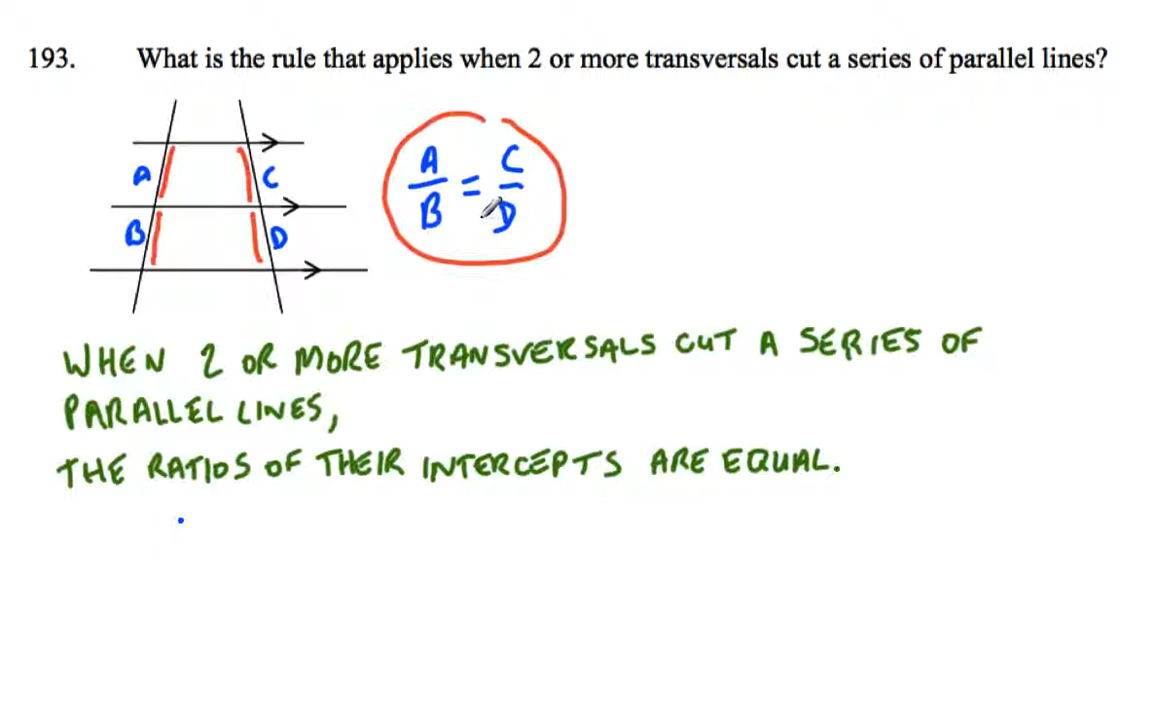 193. What is the rule that applies when 2 or more transversals cut a series of parallel lines?
A C
B D
A/B = C/D
WHEN 2 OR MORE TRANSVERSALS CUT A SERIES OF
PARALLEL LINES,
THE RATIOS OF THEIR INTERCEPTS ARE EQUAL.